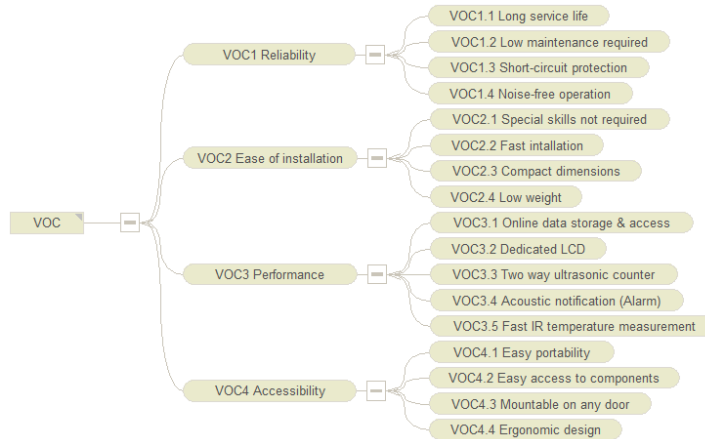 VOC
VOC1 Reliability
VOC1.1 Long service life
VOC1.2 Low maintenance required
VOC1.3 Short-circuit protection
VOC1.4 Noise-free operation
VOC2 Ease of installation
VOC2.1 Special skills not required
VOC2.2 Fast intallation
VOC2.3 Compact dimensions
VOC2.4 Low weight
VOC3 Performance
VOC3.1 Online data storage & access
VOC3.2 Dedicated LCD
VOC3.3 Two way ultrasonic counter
VOC3.4 Acoustic notification (Alarm)
VOC3.5 Fast IR temperature measurement
VOC4 Accessibility
VOC4.1 Easy portability
VOC4.2 Easy access to components
VOC4.3 Mountable on any door
VOC4.4 Ergonomic design